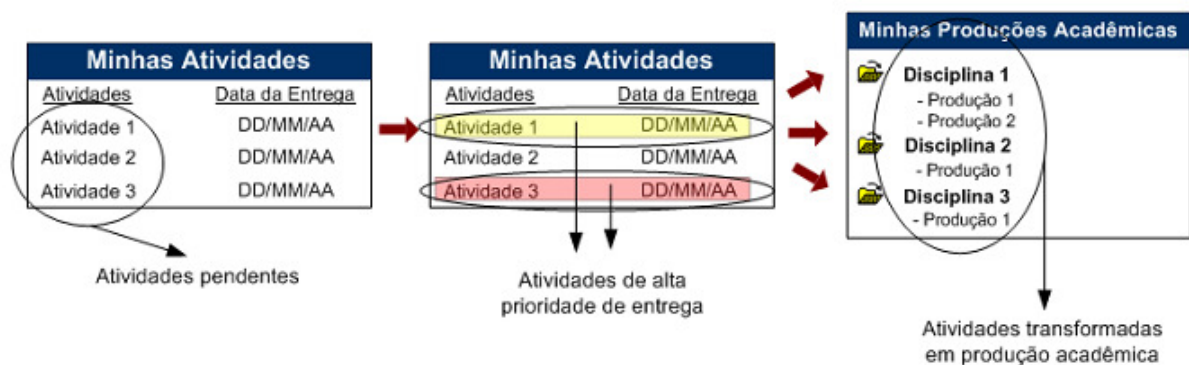 Minhas Atividades
Atividades Data da Entrega
Atividade 1 DD/MM/AA
Atividade 2 DD/MM/AA
Atividade 3 DD/MM/AA
Atividades pendentes
Minhas Atividades
Atividades Data da Entrega
Atividade 1 DD/MM/AA
Atividade 2 DD/MM/AA
Atividade 3 DD/MM/AA
Atividades de alta
prioridade de entrega
Minhas Produções Acadêmicas
Disciplina 1
- Produção 1
- Produção 2
Disciplina 2
- Produção 1
Disciplina 3
- Produção 1
Atividades transformadas
em produção acadêmica